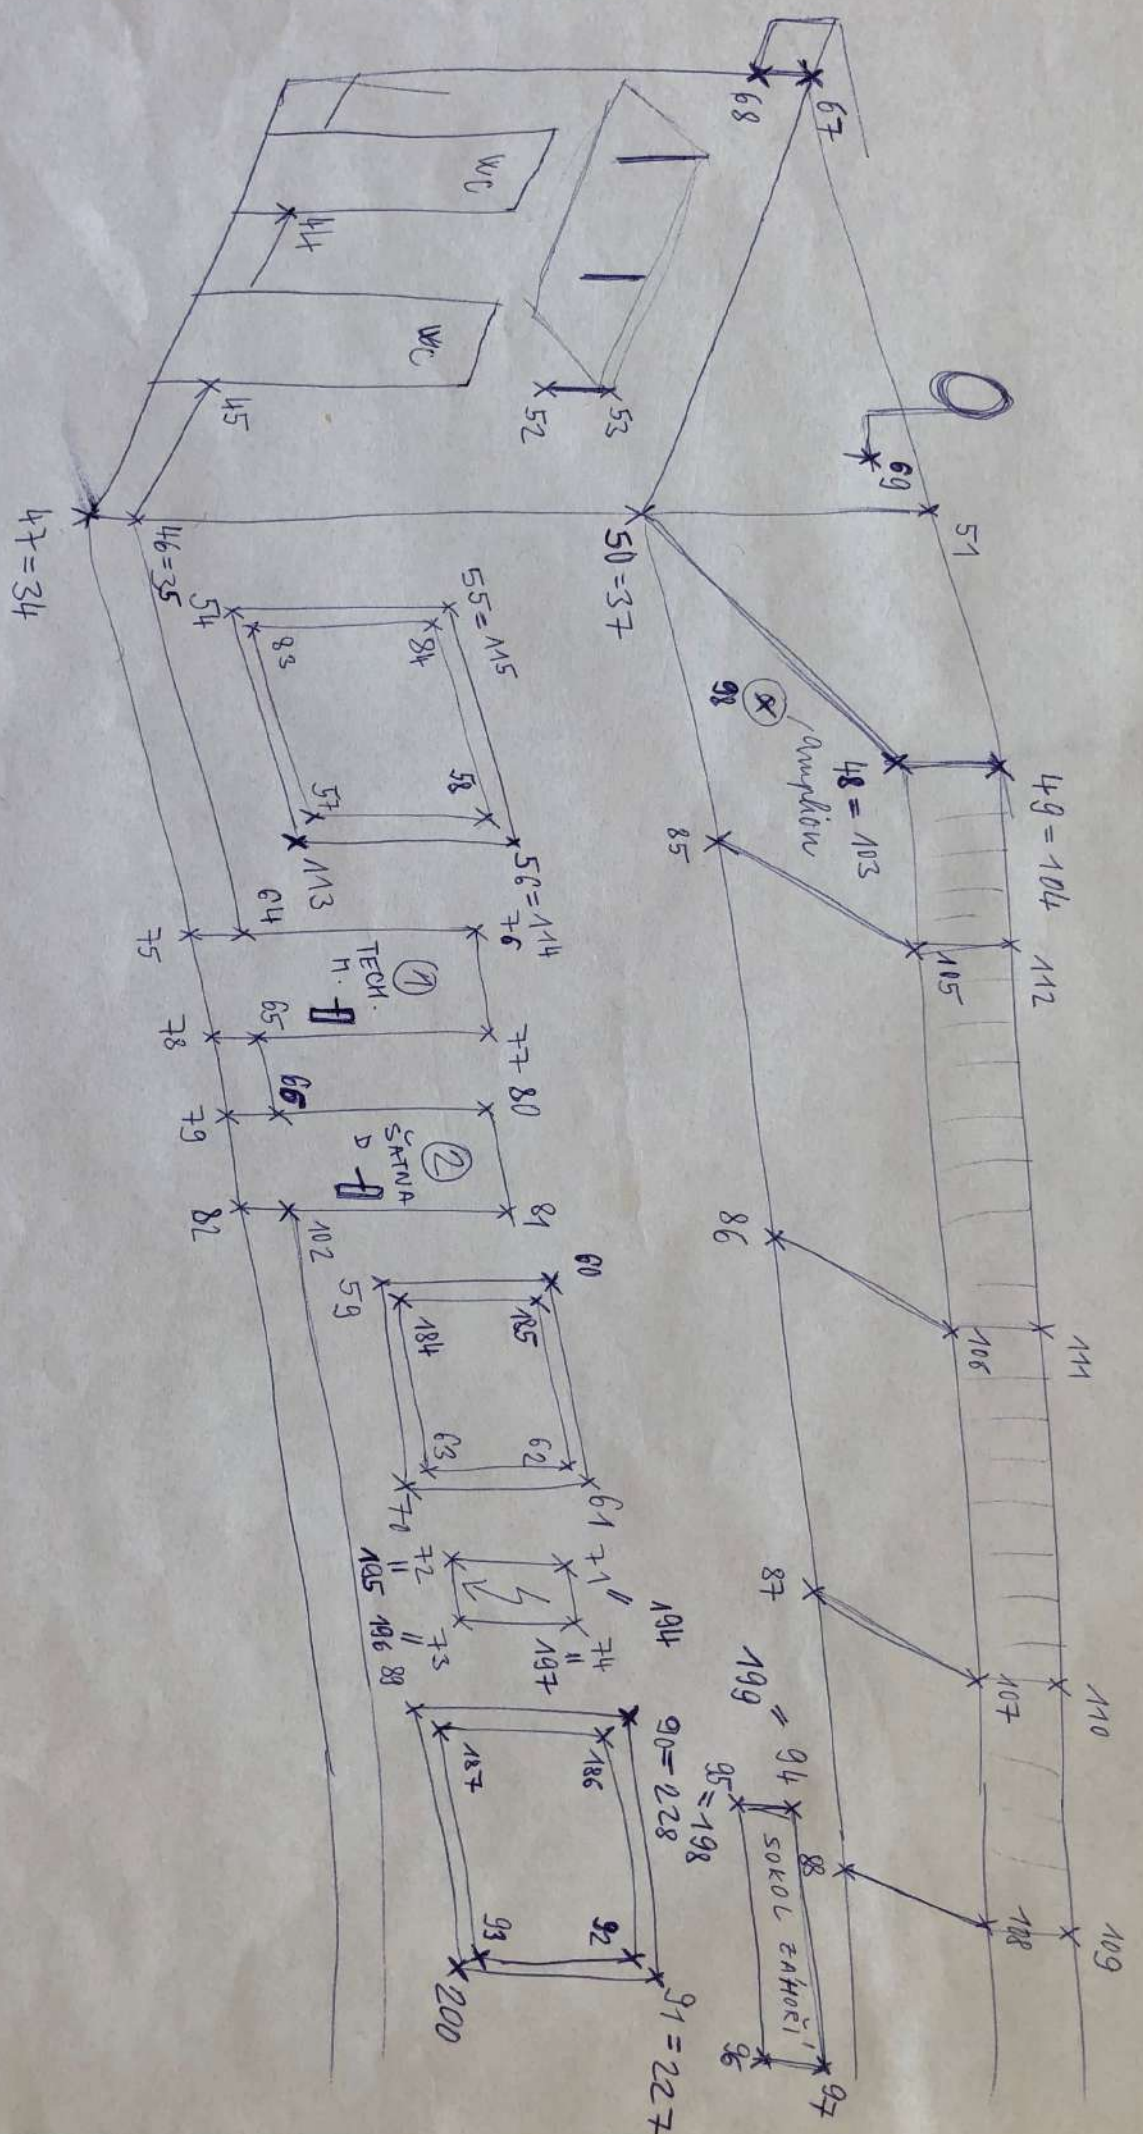 67
68
51
69
49 = 104
48 = 103
112
105
111
106
110
107
109
108
98
amplion
50 = 37
85
86
87
88
199 = 94
95 = 198
SOKOL ZÁHOŘÍ
96
97
WC
44
WC
45
53
52
47 = 34
46 = 35
55 = 115
54
84
83
58
57
56 = 114
113
64
75
76
77
① TECH. M.
65
78
66
79
80
81
② ŠATNA D
82
102
60
59
185
184
62
63
61
70
71 = 194
72 = 195
73 = 196
74 = 197
89
90 = 228
186
187
92
93
91 = 227
200